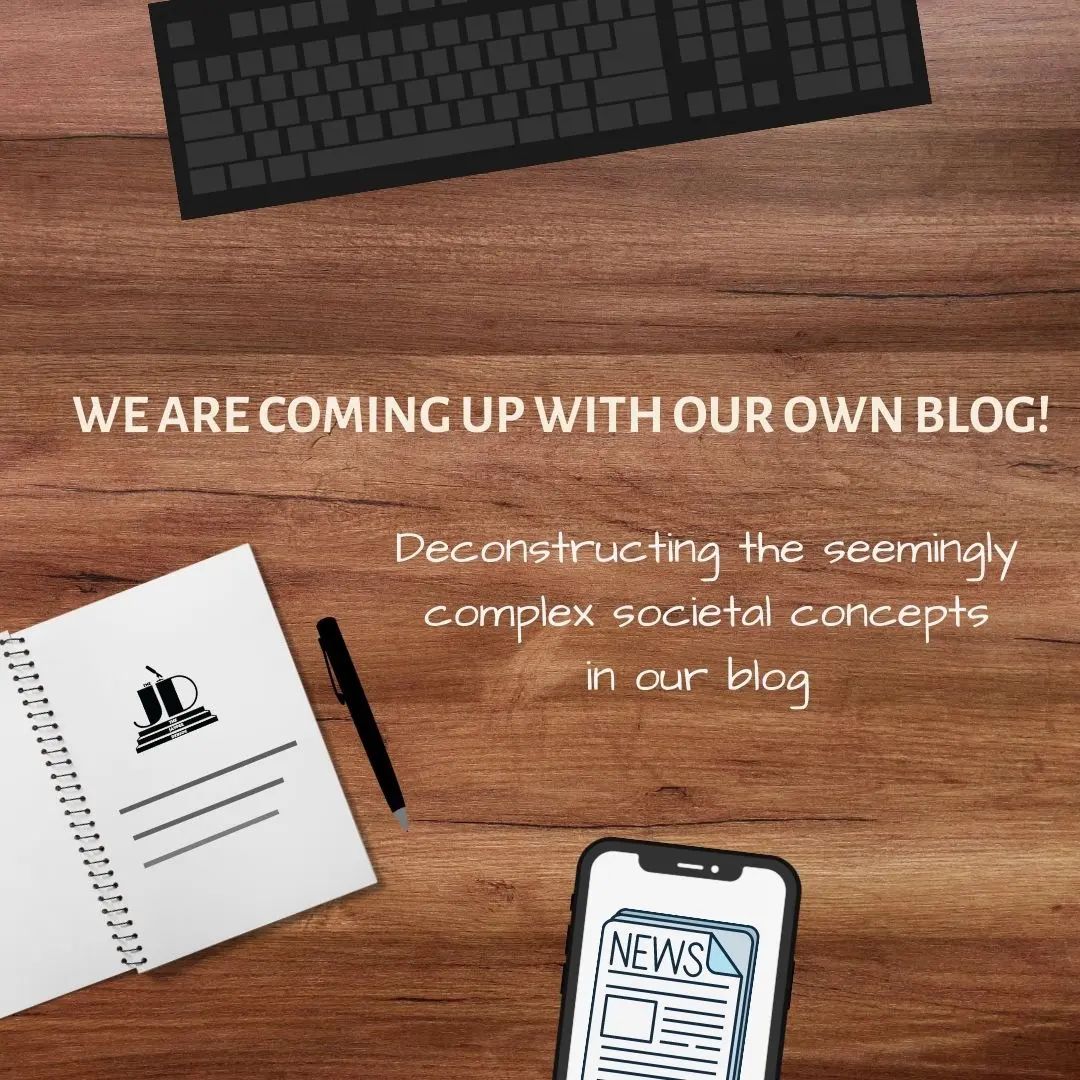 WE ARE COMING UP WITH OUR OWN BLOG!
Deconstructing the seemingly
complex societal concepts
in our blog
JD
NEWS